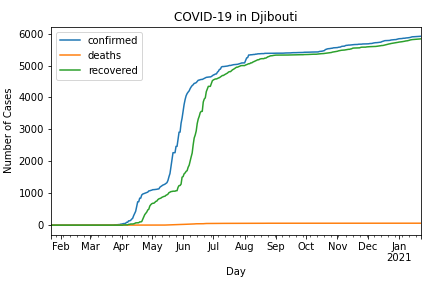 COVID-19 in Djibouti
confirmed
deaths
recovered
Number of Cases
6000
5000
4000
3000
2000
1000
0
Feb Mar Apr May Jun Jul Aug Sep Oct Nov Dec Jan
2021
Day